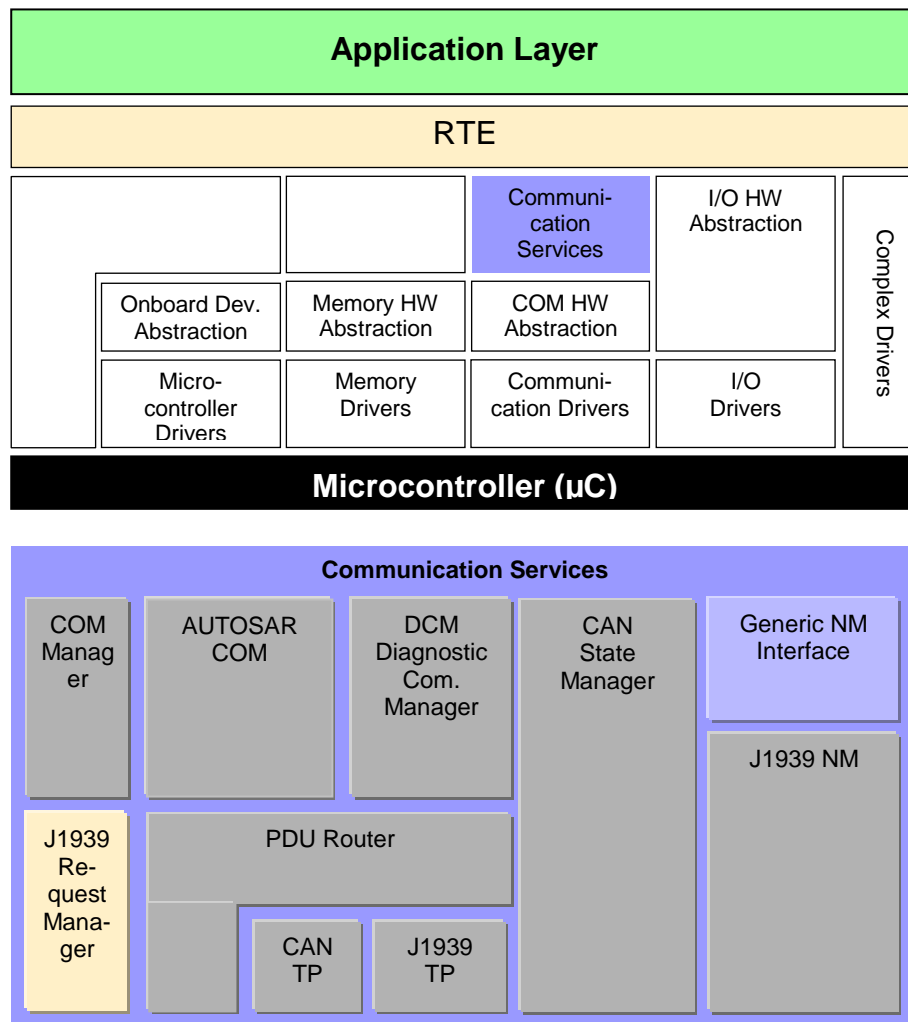 Application Layer
RTE
Communi-
cation
Services
I/O HW
Abstraction
Complex Drivers
Onboard Dev.
Abstraction
Memory HW
Abstraction
COM HW
Abstraction
Micro-
controller
Drivers
Memory
Drivers
Communi-
cation Drivers
I/O
Drivers
Microcontroller (µC)
Communication Services
COM
Manag
er
AUTOSAR
COM
DCM
Diagnostic
Com.
Manager
CAN
State
Manager
Generic NM
Interface
J1939 NM
J1939
Re-
quest
Mana-
ger
PDU Router
CAN
TP
J1939
TP